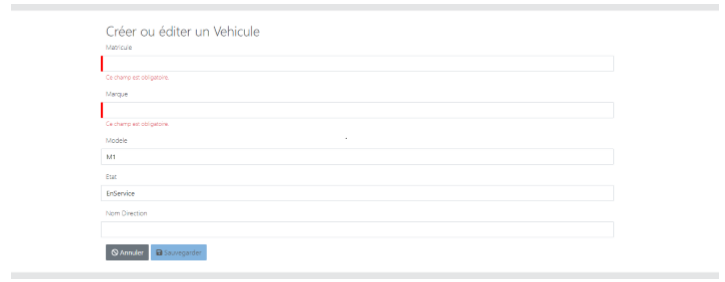 Créer ou éditer un Vehicule
Matricule
Ce champ est obligatoire.
Marque
Ce champ est obligatoire.
Modele
M1
Etat
EnService
Nom Direction
Annuler Sauvegarder